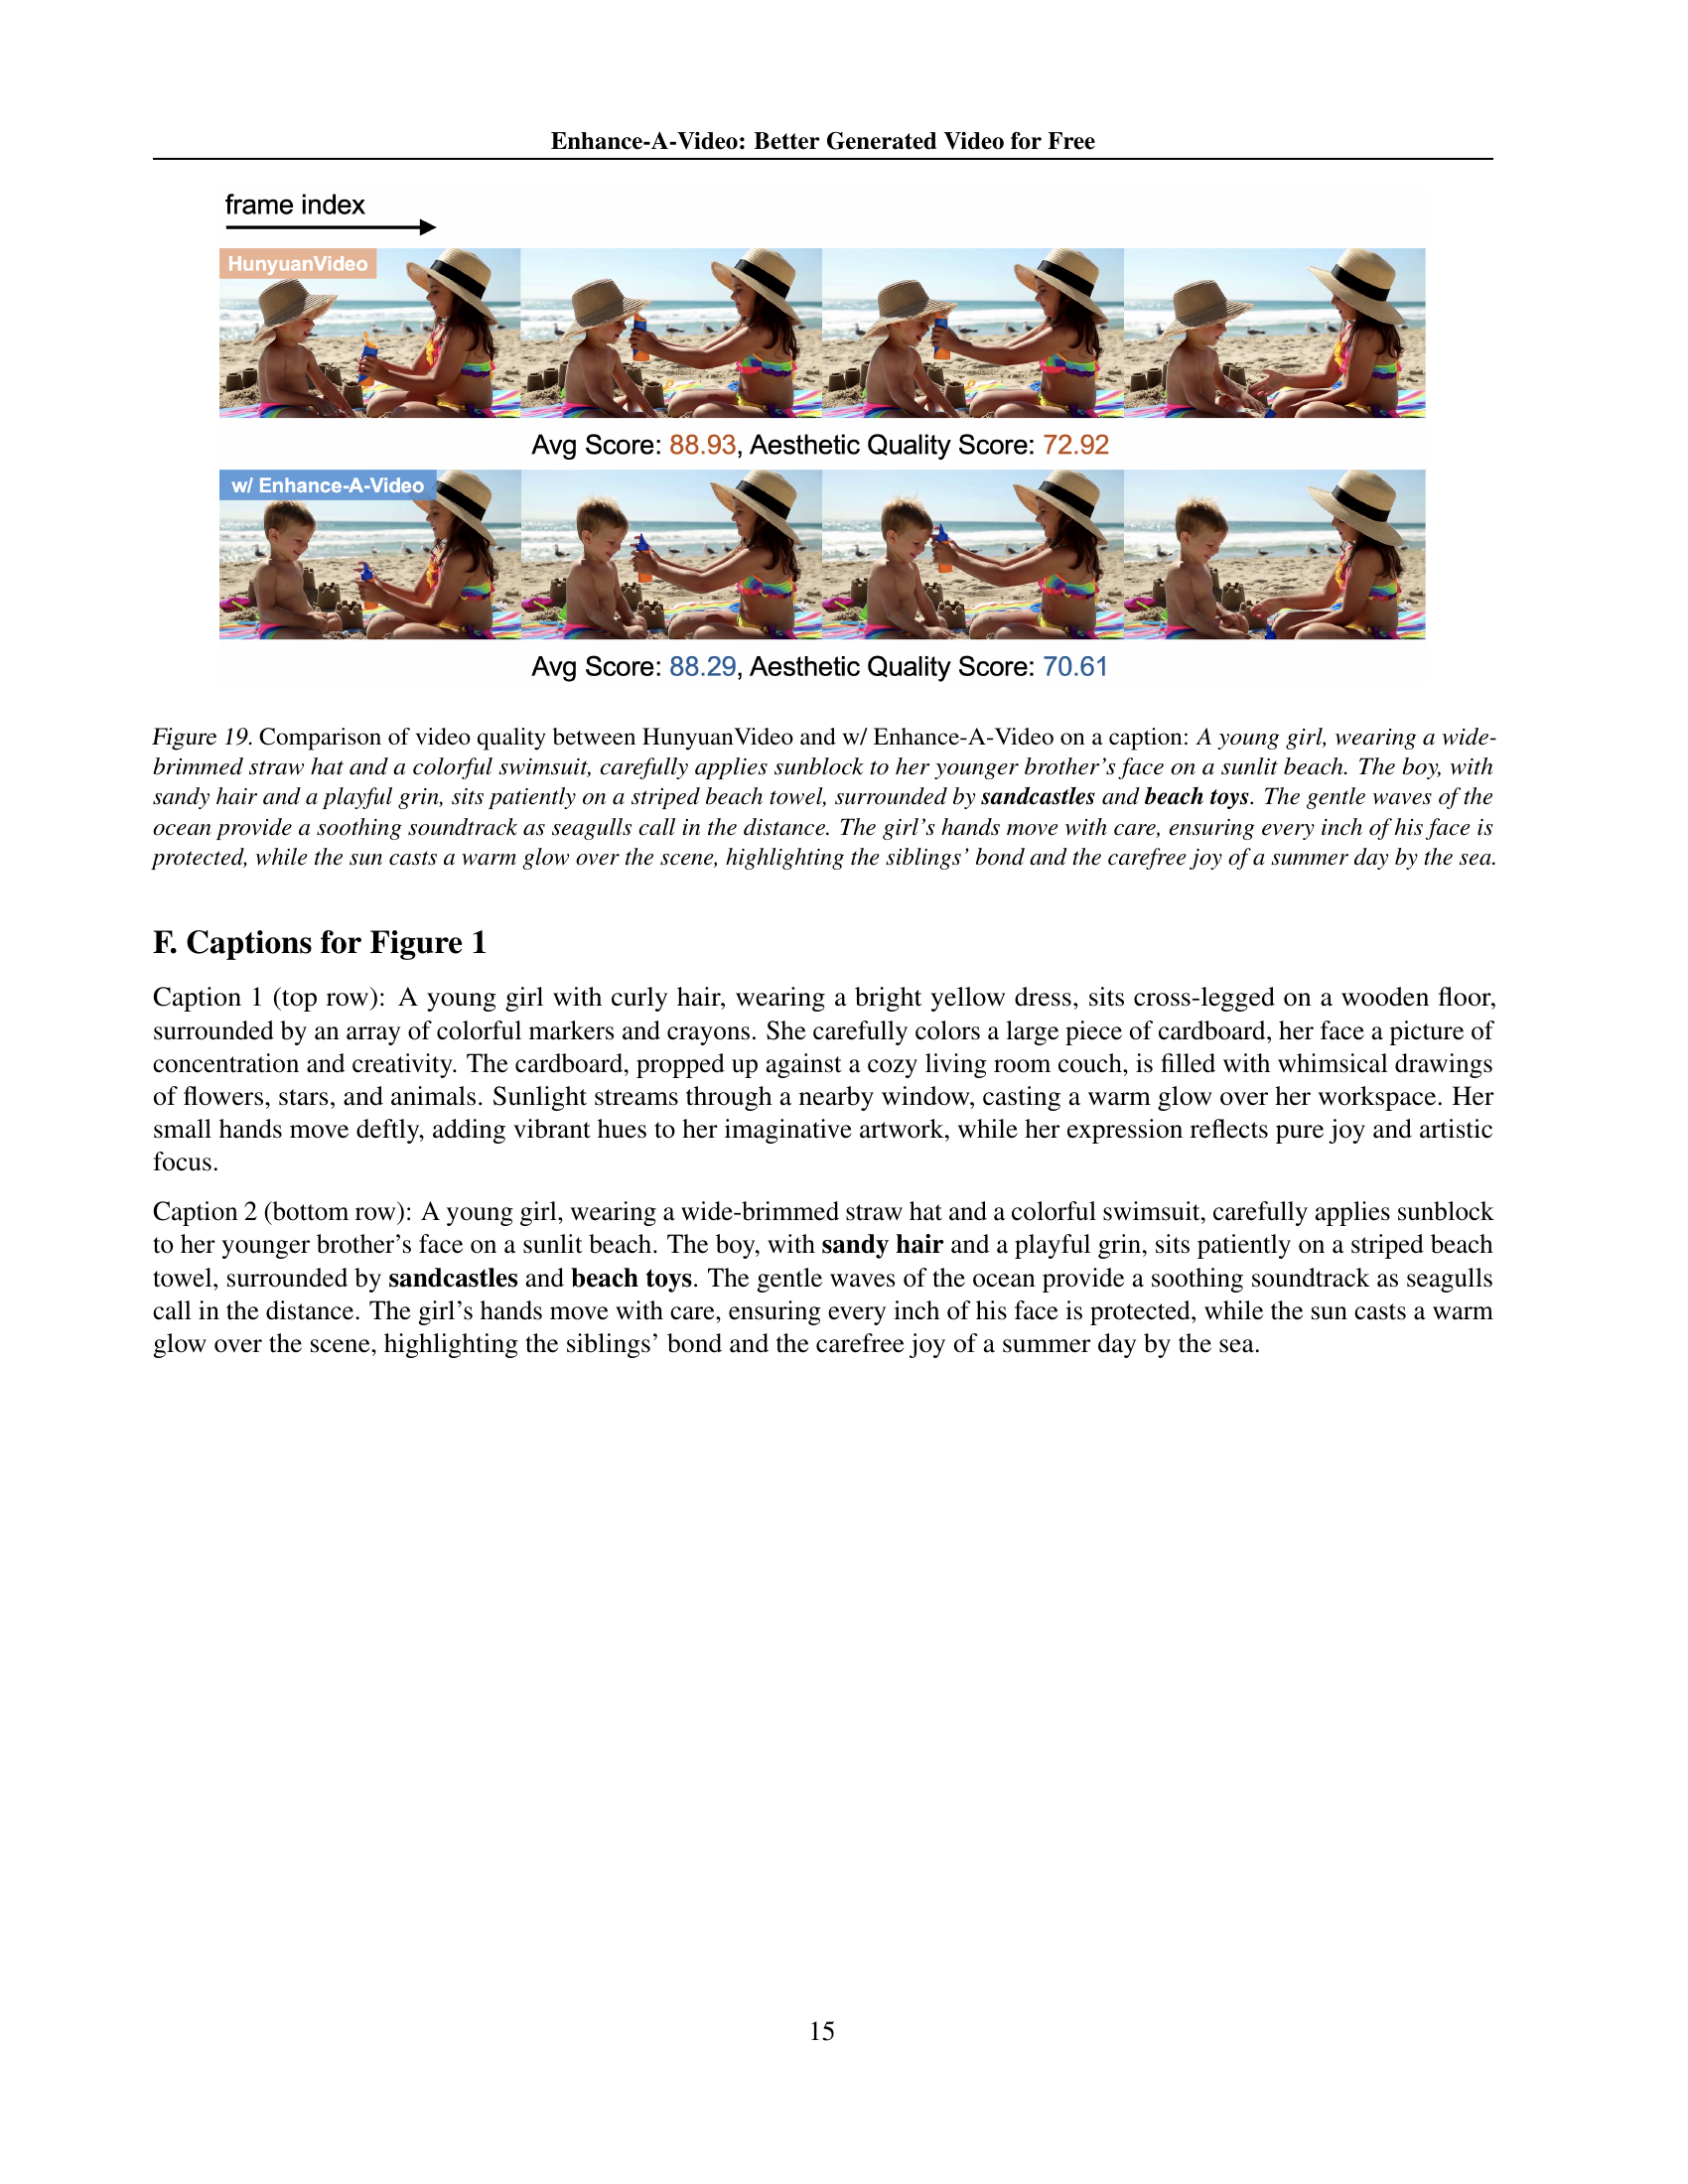 Enhance-A-Video: Better Generated Video for Free
frame index
HunyuanVideo
Avg Score: 88.93, Aesthetic Quality Score: 72.92
w/ Enhance-A-Video
Avg Score: 88.29, Aesthetic Quality Score: 70.61
Figure 19. Comparison of video quality between HunyuanVideo and w/ Enhance-A-Video on a caption: A young girl, wearing a wide-
brimmed straw hat and a colorful swimsuit, carefully applies sunblock to her younger brother's face on a sunlit beach. The boy, with
sandy hair and a playful grin, sits patiently on a striped beach towel, surrounded by sandcastles and beach toys. The gentle waves of the
ocean provide a soothing soundtrack as seagulls call in the distance. The girl's hands move with care, ensuring every inch of his face is
protected, while the sun casts a warm glow over the scene, highlighting the siblings' bond and the carefree joy of a summer day by the sea.
F. Captions for Figure 1
Caption 1 (top row): A young girl with curly hair, wearing a bright yellow dress, sits cross-legged on a wooden floor,
surrounded by an array of colorful markers and crayons. She carefully colors a large piece of cardboard, her face a picture of
concentration and creativity. The cardboard, propped up against a cozy living room couch, is filled with whimsical drawings
of flowers, stars, and animals. Sunlight streams through a nearby window, casting a warm glow over her workspace. Her
small hands move deftly, adding vibrant hues to her imaginative artwork, while her expression reflects pure joy and artistic
focus.
Caption 2 (bottom row): A young girl, wearing a wide-brimmed straw hat and a colorful swimsuit, carefully applies sunblock
to her younger brother's face on a sunlit beach. The boy, with sandy hair and a playful grin, sits patiently on a striped beach
towel, surrounded by sandcastles and beach toys. The gentle waves of the ocean provide a soothing soundtrack as seagulls
call in the distance. The girl's hands move with care, ensuring every inch of his face is protected, while the sun casts a warm
glow over the scene, highlighting the siblings' bond and the carefree joy of a summer day by the sea.
15